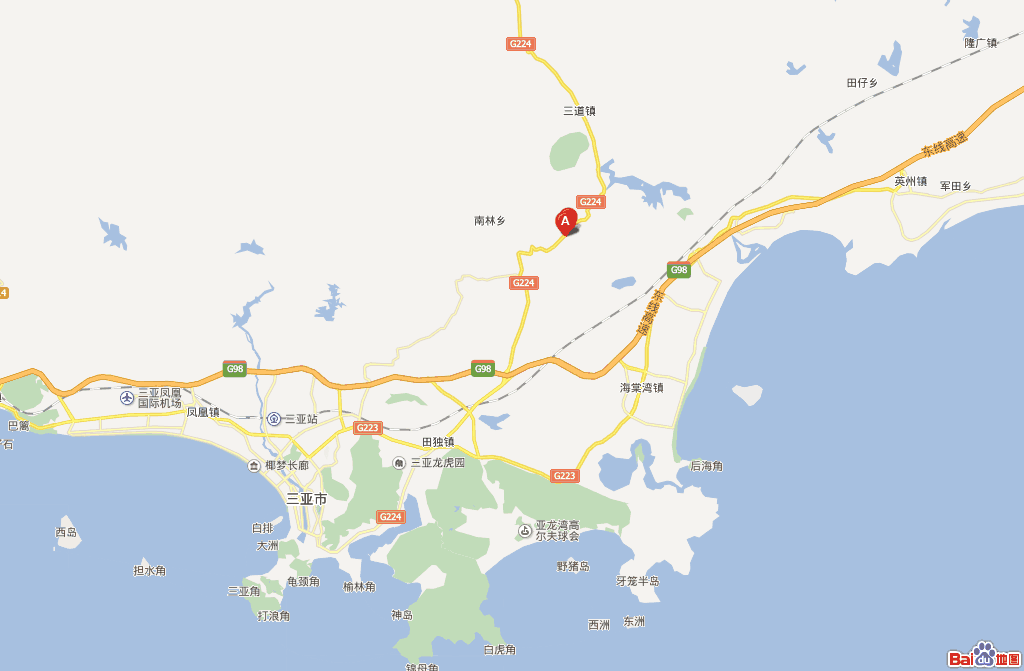 G224
隆广镇
田仔乡
三道镇
东线高速
英州镇
军田乡
G224
A
南林乡
G98
G224
4
东线高速
G98
G98
海棠湾镇
三亚凤凰
国际机场
凤凰镇
三亚站
巴篱
G223
田独镇
石
椰梦长廊
三亚龙虎园
后海角
G223
三亚市
G224
亚龙湾高
尔夫球会
西岛
白排
大洲
担水角
野猪岛
龟颈角
榆林角
牙笼半岛
三亚角
打浪角
神岛
西洲
东洲
白虎角
锦母角
Bai du 地图